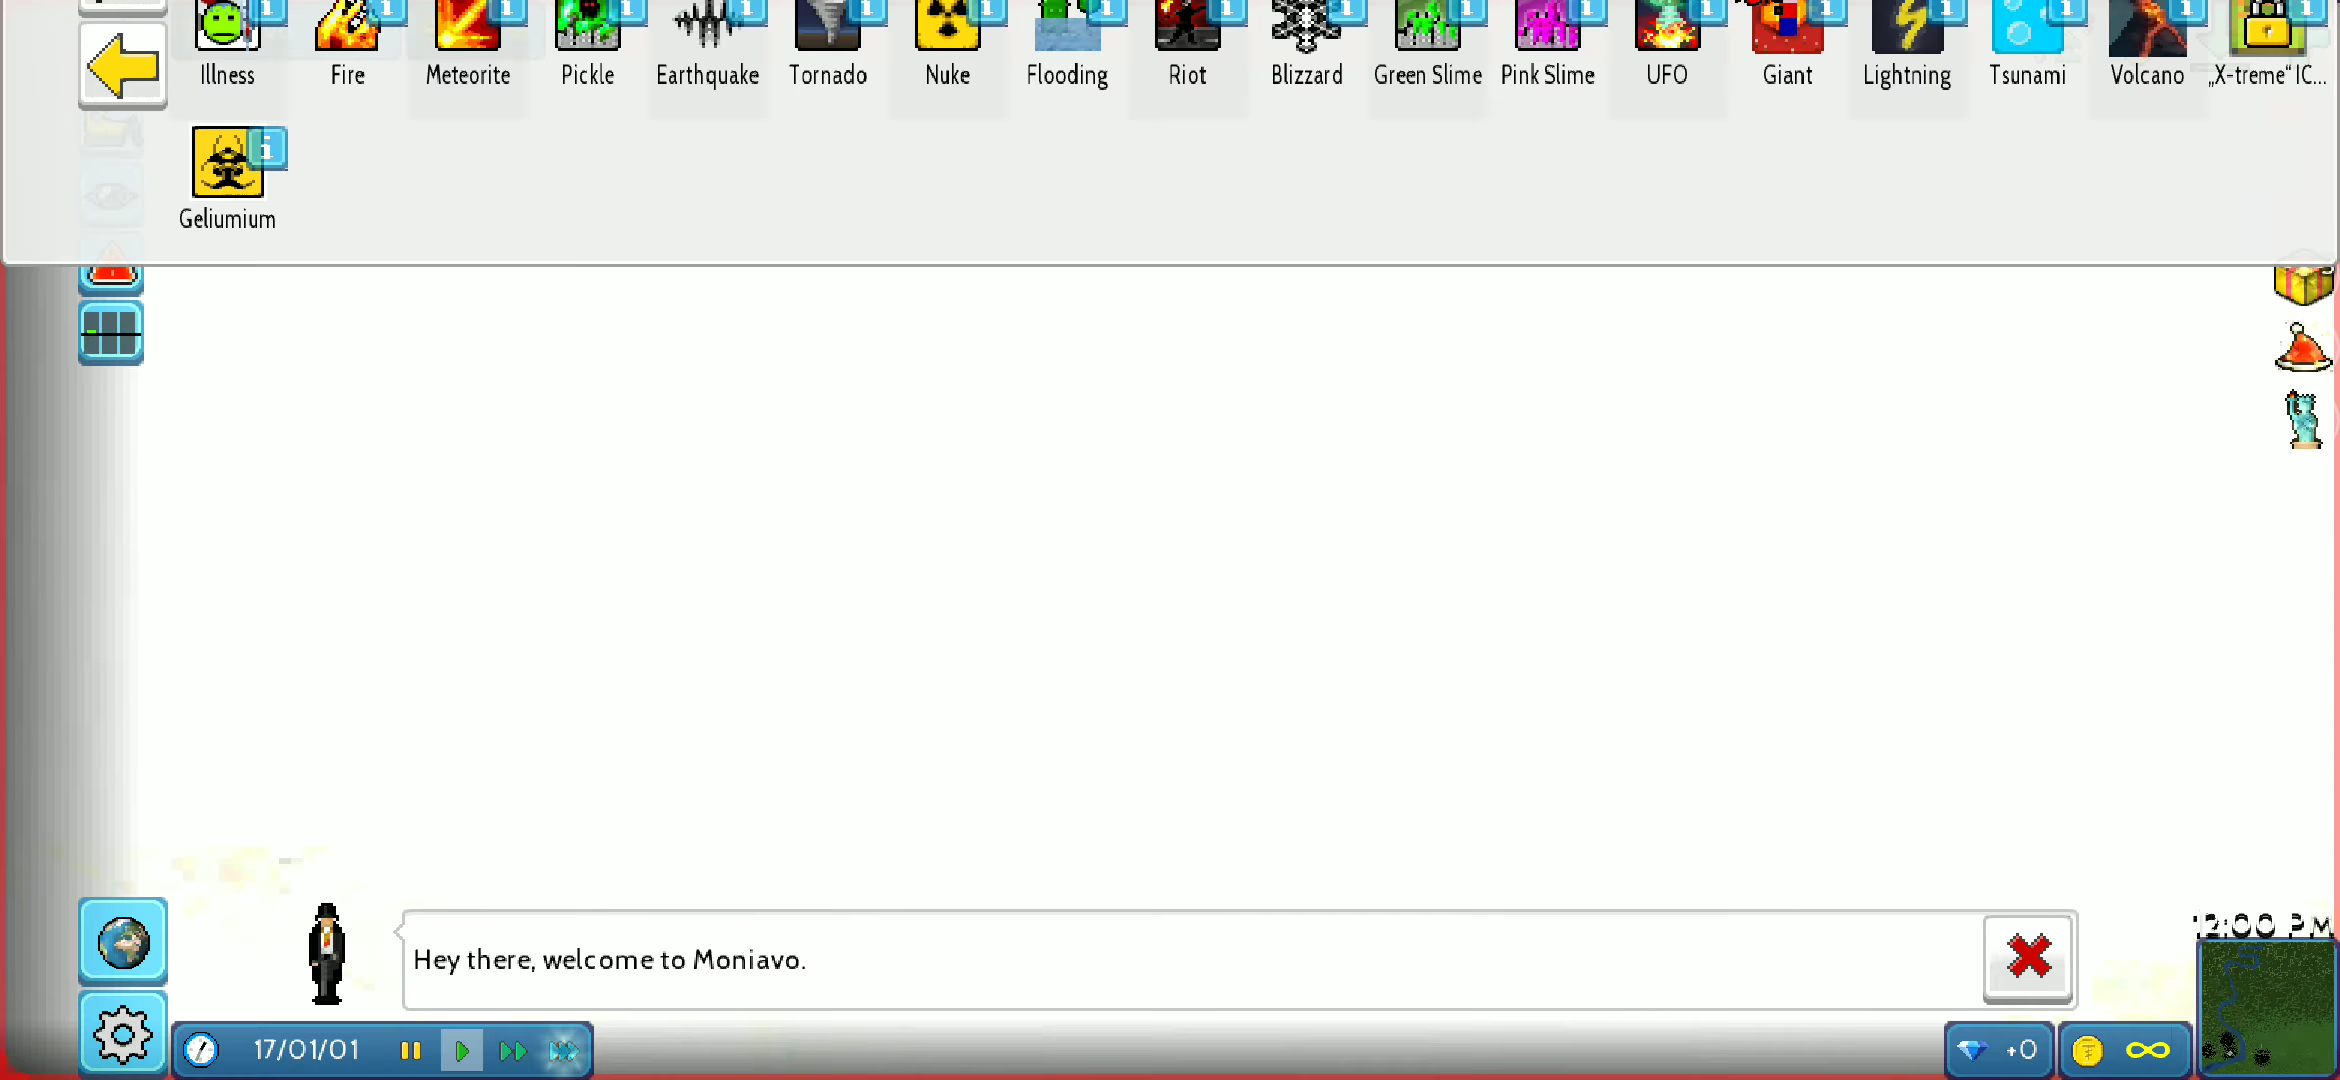 Illness Fire Meteorite Pickle Earthquake Tornado Nuke Flooding Riot Blizzard Green Slime Pink Slime UFO Giant Lightning Tsunami Volcano „X-treme“ IC...
Geliumium
Hey there, welcome to Moniavo.
12:00 PM
17/01/01
+0